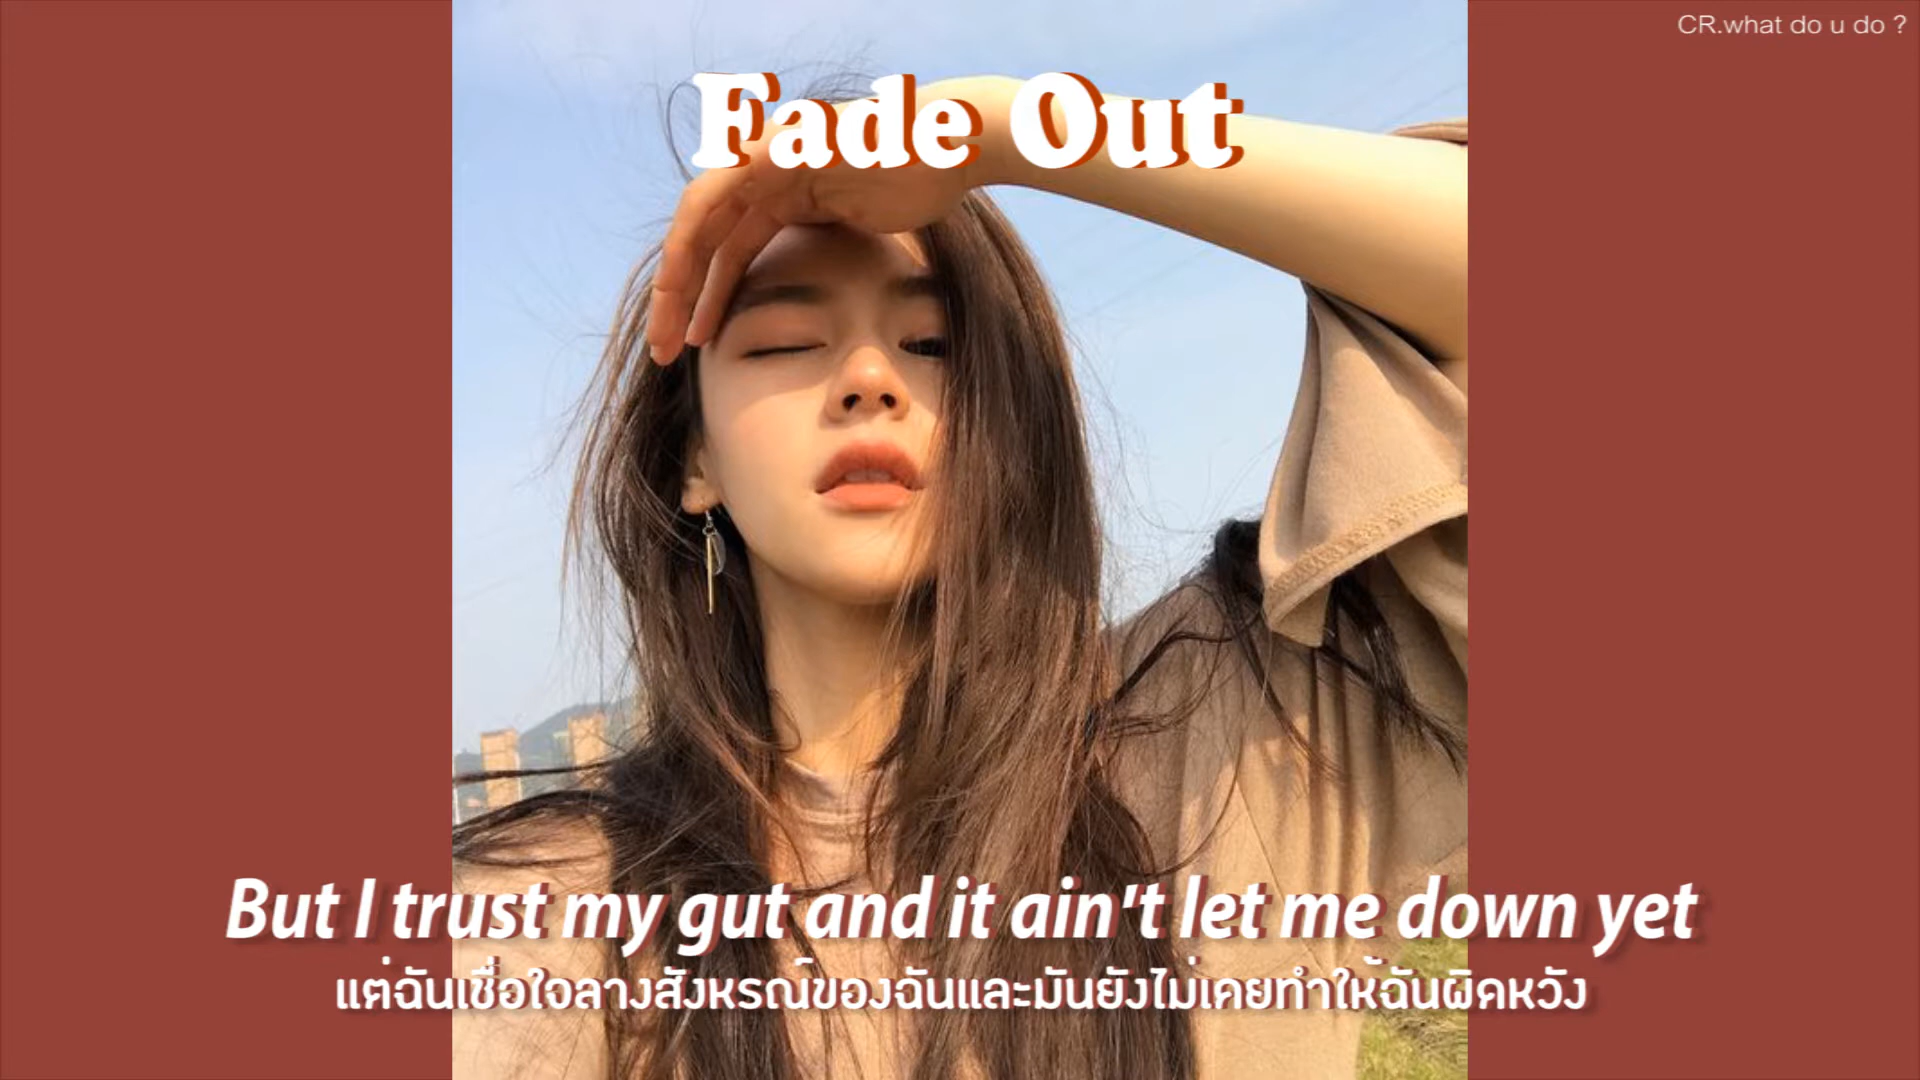 CR.what do u do ?
Fade Out
But I trust my gut and it ain't let me down yet
แต่ฉันเชื่อใจลางสังหรณ์ของฉันและมันยังไม่เคยทำให้ฉันผิดหวัง